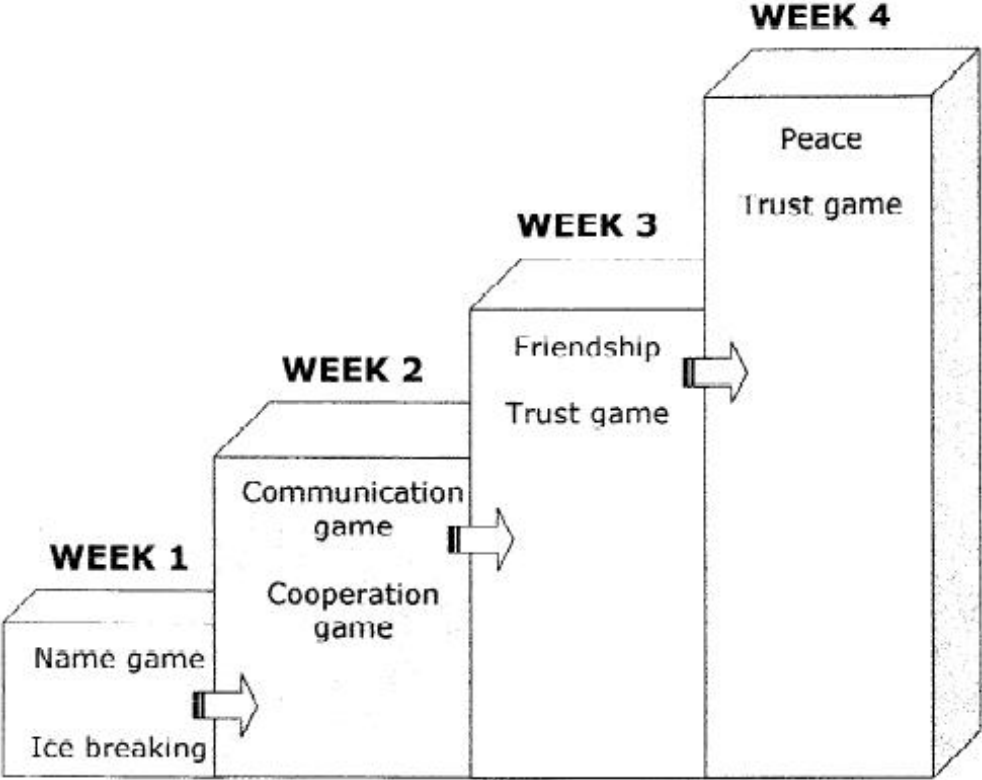 WEEK 1
Name game
Ice breaking
WEEK 2
Communication
game
Cooperation
game
WEEK 3
Friendship
Trust game
WEEK 4
Peace
Trust game